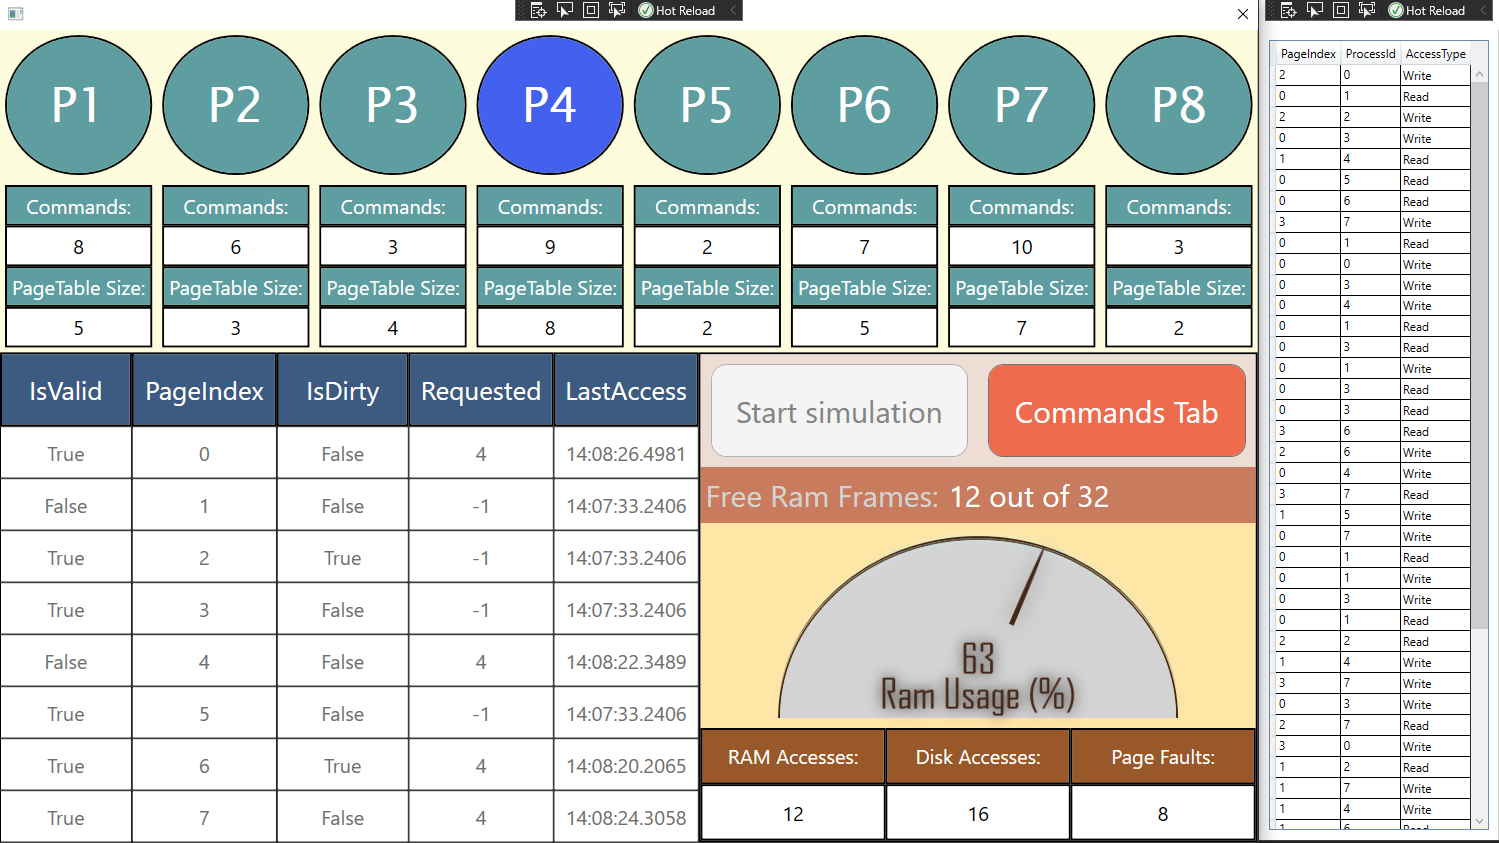 Hot Reload
Hot Reload
P1 P2 P3 P4 P5 P6 P7 P8
Commands: Commands: Commands: Commands: Commands: Commands: Commands: Commands:
8 6 3 9 2 7 10 3
PageTable Size: PageTable Size: PageTable Size: PageTable Size: PageTable Size: PageTable Size: PageTable Size: PageTable Size:
5 3 4 8 2 5 7 2
IsValid PageIndex IsDirty Requested LastAccess
True 0 False 4 14:08:26.4981
False 1 False -1 14:07:33.2406
True 2 True -1 14:07:33.2406
True 3 False -1 14:07:33.2406
False 4 False 4 14:08:22.3489
True 5 False -1 14:07:33.2406
True 6 True 4 14:08:20.2065
True 7 False 4 14:08:24.3058
Start simulation Commands Tab
Free Ram Frames: 12 out of 32
63
Ram Usage (%)
RAM Accesses: Disk Accesses: Page Faults:
12 16 8
PageIndex ProcessId AccessType
2 0 Write
0 1 Read
2 2 Write
0 3 Write
1 4 Read
0 5 Read
0 6 Read
3 7 Write
0 1 Read
0 0 Write
0 3 Write
0 4 Write
0 1 Read
0 3 Read
0 1 Write
0 3 Write
0 3 Write
3 6 Read
2 6 Write
0 4 Write
3 7 Read
1 5 Write
0 7 Write
0 1 Read
0 1 Write
0 3 Write
0 1 Read
2 2 Read
1 4 Write
3 7 Write
0 3 Write
2 7 Read
3 0 Write
1 2 Read
1 7 Write
1 4 Write
1 6 Read